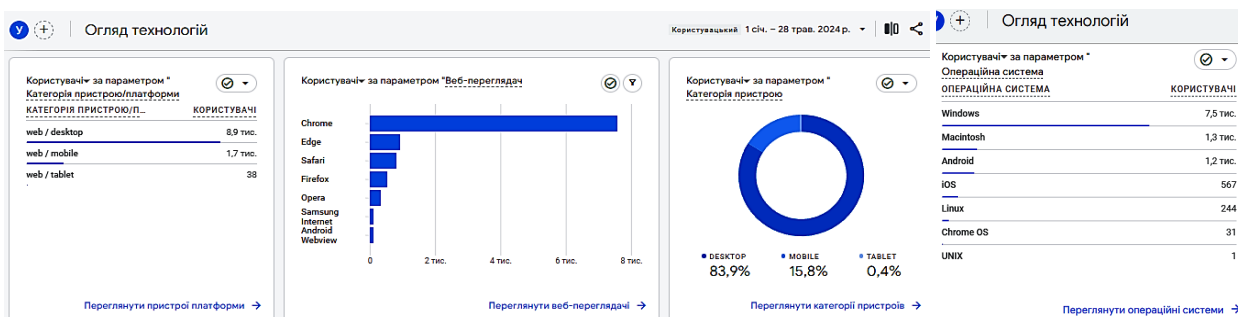 У
Огляд технологій
Користувацький 1 січ. – 28 трав. 2024 р.
Користувачі за параметром "
Категорія пристрою/платформи
КАТЕГОРІЯ ПРИСТРОЮ/П... КОРИСТУВАЧІ
web / desktop 8,9 тис.
web / mobile 1,7 тис.
web / tablet 38
Переглянути пристрої платформи →
Користувачі за параметром "Веб-переглядач
Chrome
Edge
Safari
Firefox
Opera
Samsung
Internet
Android
Webview
0 2 тис. 4 тис. 6 тис. 8 тис.
Переглянути веб-переглядачі →
Користувачі за параметром "
Категорія пристрою
DESKTOP MOBILE TABLET
83,9% 15,8% 0,4%
Переглянути категорії пристроїв →
Огляд технологій
Користувачі за параметром "
Операційна система
ОПЕРАЦІЙНА СИСТЕМА КОРИСТУВАЧІ
Windows 7,5 тис.
Macintosh 1,3 тис.
Android 1,2 тис.
iOS 567
Linux 244
Chrome OS 31
UNIX 1
Переглянути операційні системи →